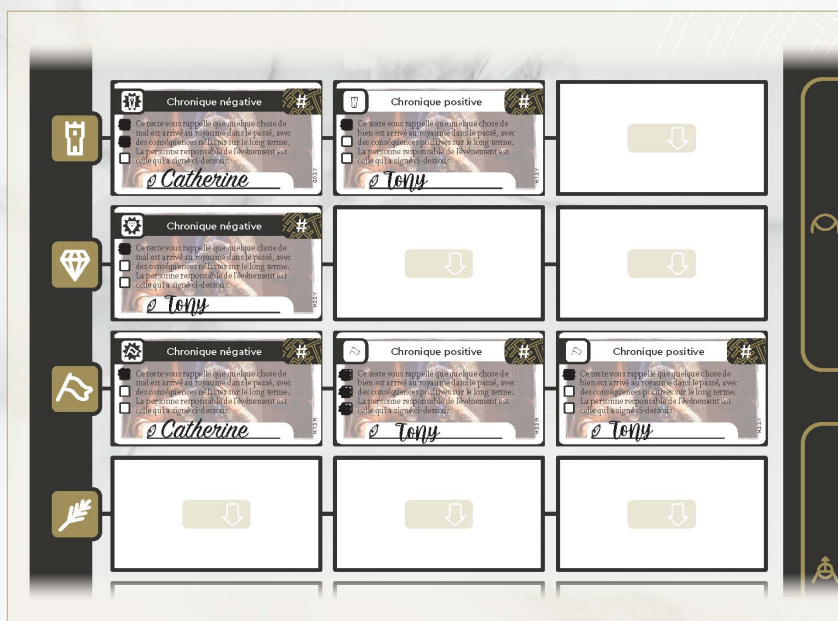 Chronique négative #
Ce texte vous rappelle que quelque chose de
mal est arrivé au royaume dans le passé, avec
des conséquences néfastes sur le long terme.
La personne responsable de l'événement est
celle qui a signé ci-dessous.
Catherine
Chronique positive #
Ce texte vous rappelle que quelque chose de
bien est arrivé au royaume dans le passé, avec
des conséquences positives sur le long terme.
La personne responsable de l'événement est
celle qui a signé ci-dessous.
Tony
Chronique négative #
Ce texte vous rappelle que quelque chose de
mal est arrivé au royaume dans le passé, avec
des conséquences néfastes sur le long terme.
La personne responsable de l'événement est
celle qui a signé ci-dessous.
Tony
Chronique négative #
Ce texte vous rappelle que quelque chose de
mal est arrivé au royaume dans le passé, avec
des conséquences néfastes sur le long terme.
La personne responsable de l'événement est
celle qui a signé ci-dessous.
Catherine
Chronique positive #
Ce texte vous rappelle que quelque chose de
bien est arrivé au royaume dans le passé, avec
des conséquences positives sur le long terme.
La personne responsable de l'événement est
celle qui a signé ci-dessous.
Tony
Chronique positive #
Ce texte vous rappelle que quelque chose de
bien est arrivé au royaume dans le passé, avec
des conséquences positives sur le long terme.
La personne responsable de l'événement est
celle qui a signé ci-dessous.
Tony